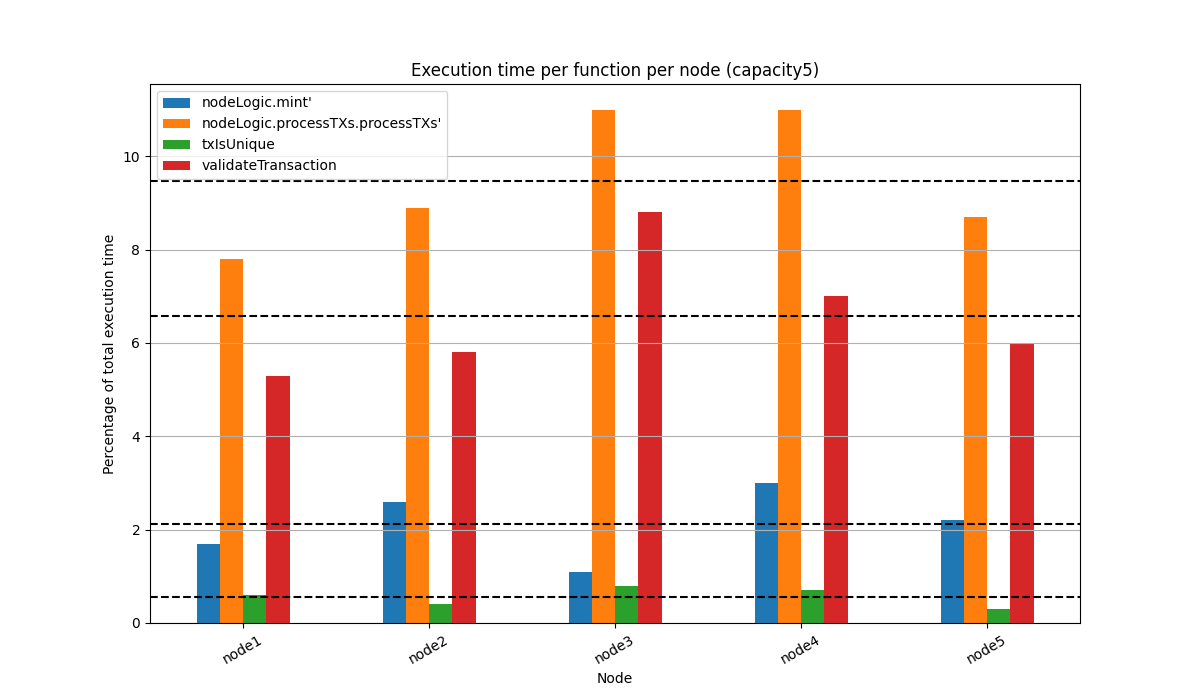 Execution time per function per node (capacity5)
nodeLogic.mint'
nodeLogic.processTXs.processTXs'
txIsUnique
validateTransaction
Percentage of total execution time
10
8
6
4
2
0
node1
node2
node3
node4
node5
Node